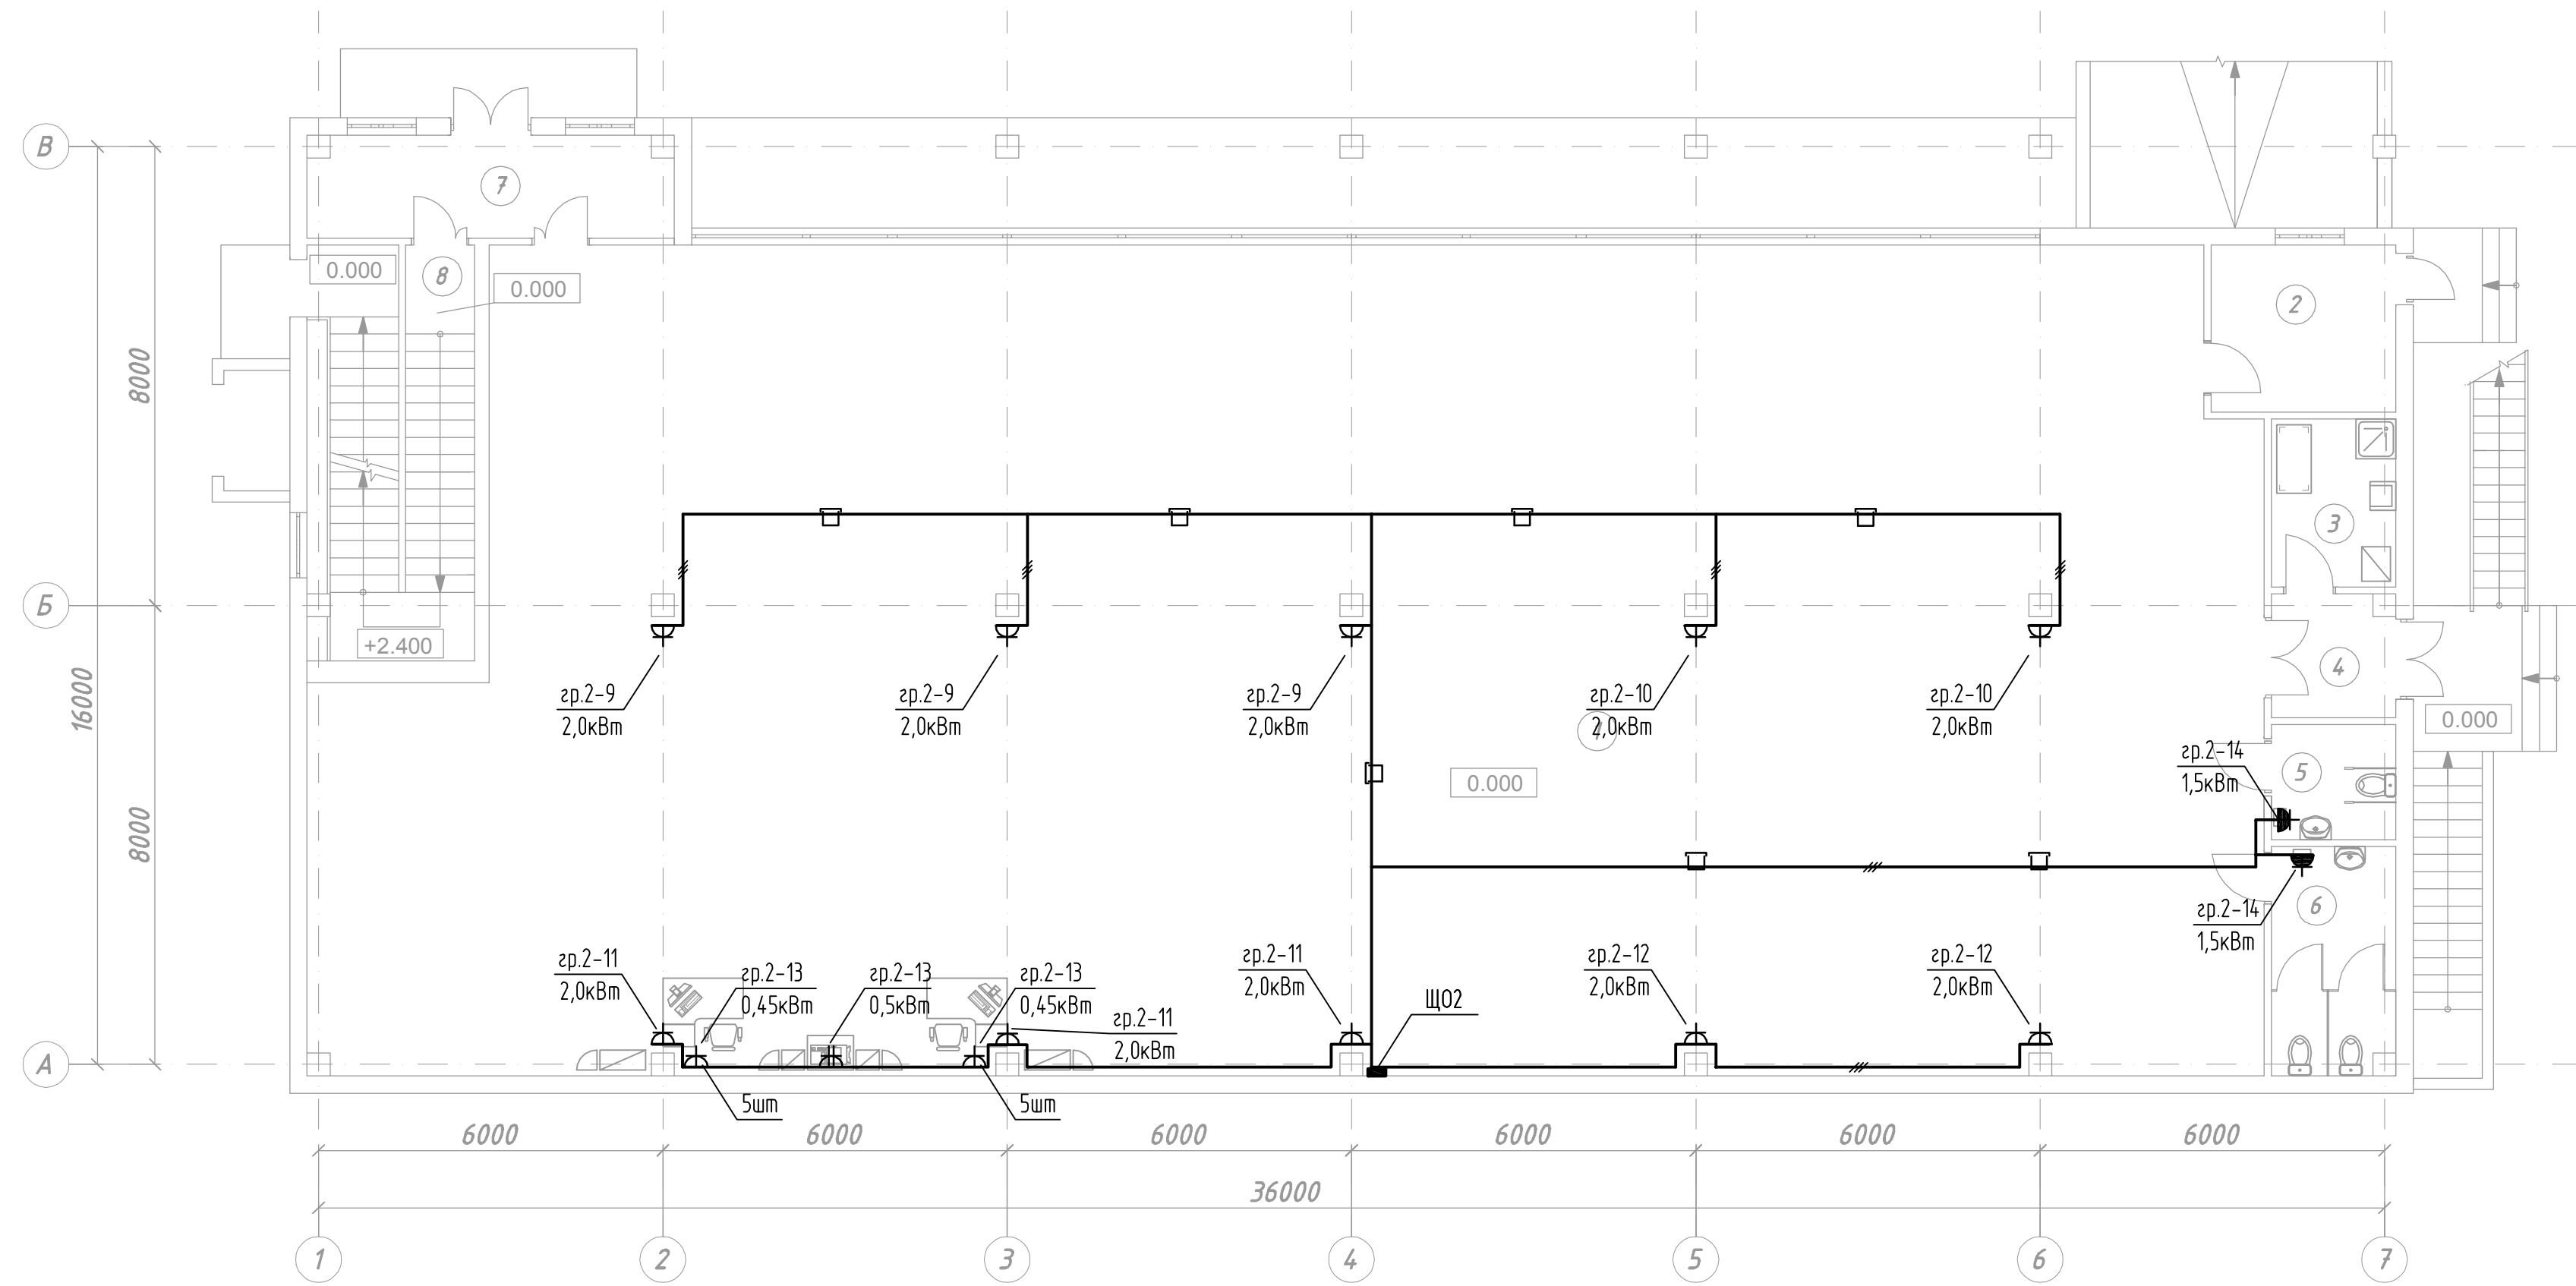 В
7
0.000
8
0.000
2
8000
3
Б
+2.400
4
16000
гр.2-9
2,0кВт
гр.2-9
2,0кВт
гр.2-9
2,0кВт
гр.2-10
2,0кВт
гр.2-10
2,0кВт
1
0.000
0.000
гр.2-14
1,5кВт
5
8000
6
гр.2-14
1,5кВт
гр.2-11
2,0кВт
гр.2-13
0,45кВт
гр.2-13
0,5кВт
гр.2-13
0,45кВт
гр.2-11
2,0кВт
гр.2-11
2,0кВт
ЩО2
гр.2-12
2,0кВт
гр.2-12
2,0кВт
А
5шт
5шт
6000
6000
6000
6000
6000
6000
36000
1
2
3
4
5
6
7